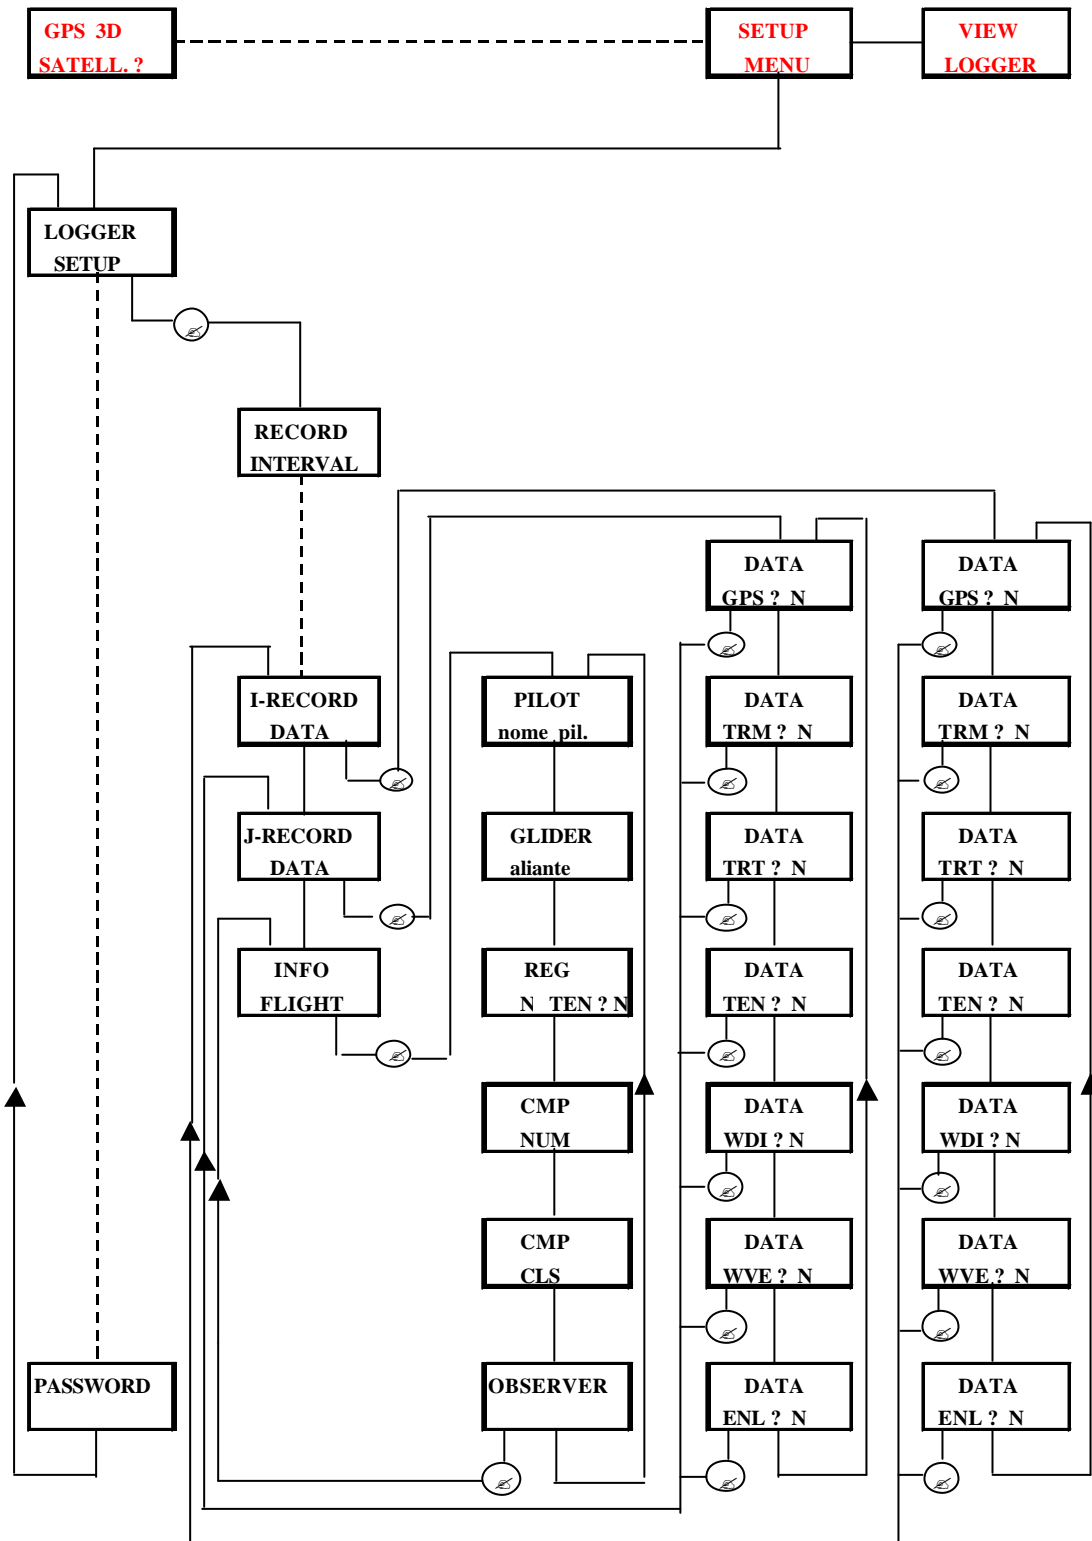 GPS 3D
SATELL. ?
SETUP
MENU
VIEW
LOGGER
LOGGER
SETUP
RECORD
INTERVAL
I-RECORD
DATA
J-RECORD
DATA
INFO
FLIGHT
PASSWORD
PILOT
nome pil.
GLIDER
aliante
REG
N TEN ? N
CMP
NUM
CMP
CLS
OBSERVER
DATA
GPS ? N
DATA
TRM ? N
DATA
TRT ? N
DATA
TEN ? N
DATA
WDI ? N
DATA
WVE ? N
DATA
ENL ? N
DATA
GPS ? N
DATA
TRM ? N
DATA
TRT ? N
DATA
TEN ? N
DATA
WDI ? N
DATA
WVE ? N
DATA
ENL ? N